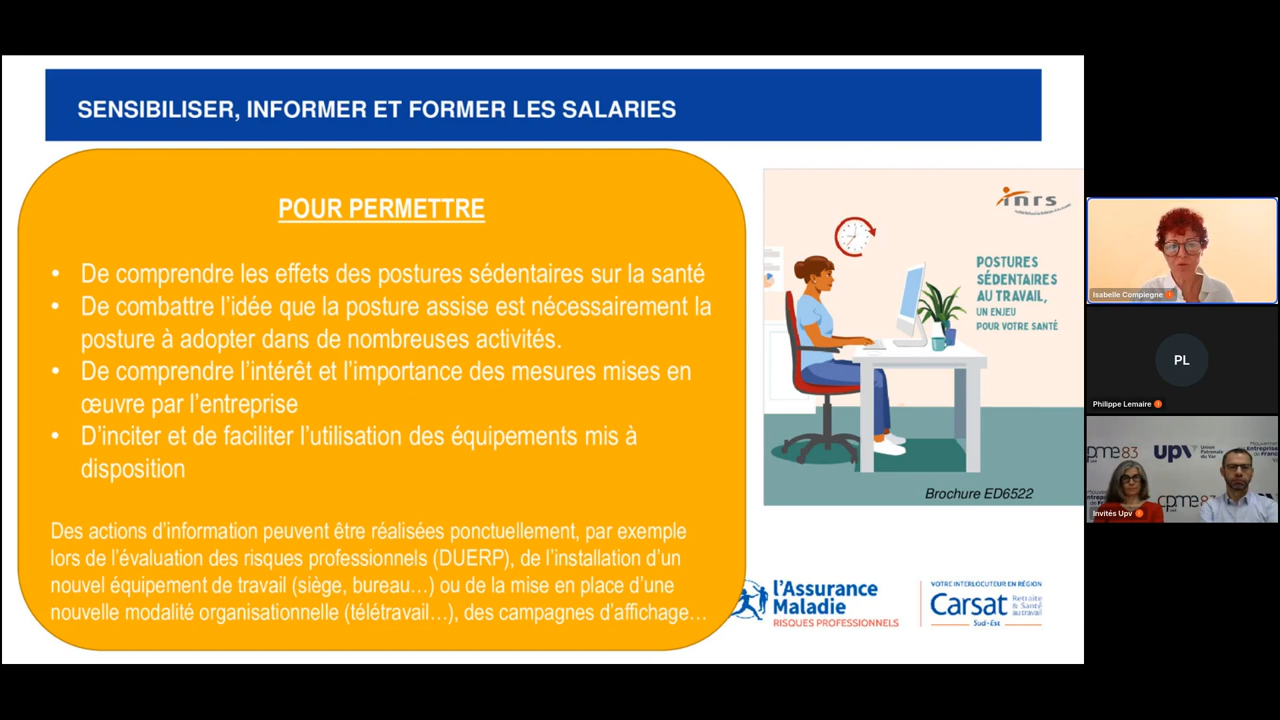 SENSIBILISER, INFORMER ET FORMER LES SALARIES
POUR PERMETTRE
• De comprendre les effets des postures sédentaires sur la santé
• De combattre l'idée que la posture assise est nécessairement la
posture à adopter dans de nombreuses activités.
• De comprendre l'intérêt et l'importance des mesures mises en
œuvre par l'entreprise
• D'inciter et de faciliter l'utilisation des équipements mis à
disposition
Des actions d'information peuvent être réalisées ponctuellement, par exemple
lors de l'évaluation des risques professionnels (DUERP), de l'installation d'un
nouvel équipement de travail (siège, bureau…) ou de la mise en place d'une
nouvelle modalité organisationnelle (télétravail…), des campagnes d'affichage…
inrs
POSTURES
SÉDENTAIRES
AU TRAVAIL,
UN ENJEU
POUR VOTRE SANTÉ
Brochure ED6522
l'Assurance
Maladie
RISQUES PROFESSIONNELS
VOTRE INTERLOCUTEUR EN RÉGION
Carsat
Retraite
& Santé
au travail
Sud-Est
Isabelle Compiegne
PL
Philippe Lemaire
pme83
upv
Union
Patronale
du Var
cpme83
Invités Upv